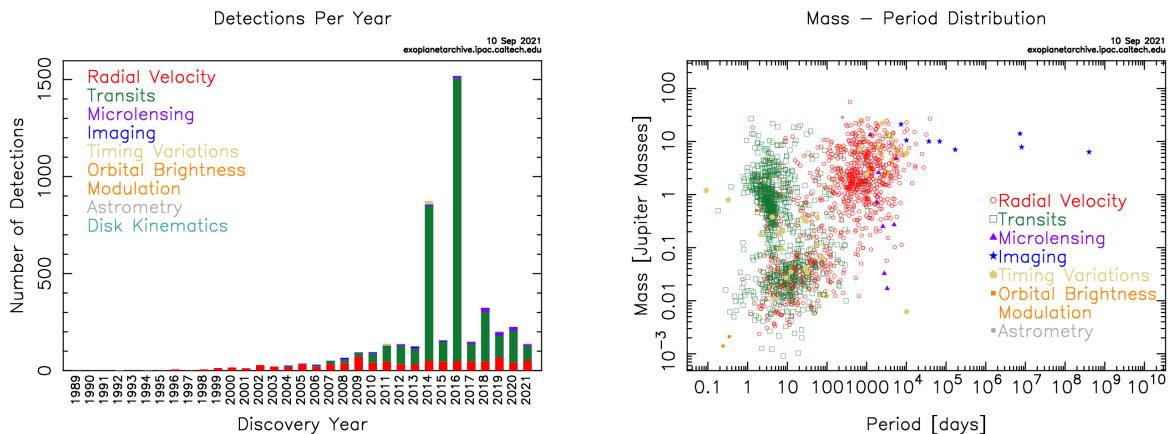 Detections Per Year
10 Sep 2021
exoplanetarchive.ipac.caltech.edu
Number of Detections
1500
1000
500
0
Radial Velocity
Transits
Microlensing
Imaging
Timing Variations
Orbital Brightness
Modulation
Astrometry
Disk Kinematics
1989 1990 1991 1992 1993 1994 1995 1996 1997 1998 1999 2000 2001 2002 2003 2004 2005 2006 2007 2008 2009 2010 2011 2012 2013 2014 2015 2016 2017 2018 2019 2020 2021
Discovery Year
Mass – Period Distribution
10 Sep 2021
exoplanetarchive.ipac.caltech.edu
Mass [Jupiter Masses]
100
10
1
0.1
0.01
10⁻³
Radial Velocity
Transits
Microlensing
Imaging
Timing Variations
Orbital Brightness
Modulation
Astrometry
0.1 1 10 100 1000 10⁴ 10⁵ 10⁶ 10⁷ 10⁸ 10⁹ 10¹⁰
Period [days]